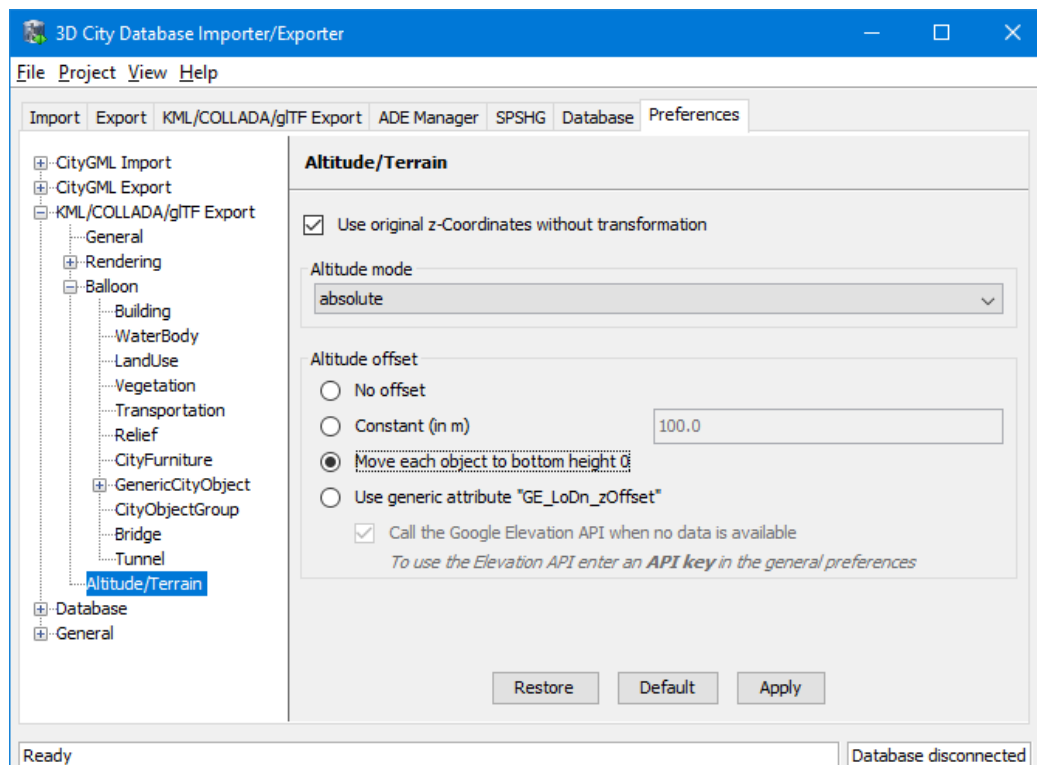 3D City Database Importer/Exporter
File Project View Help
Import Export KML/COLLADA/glTF Export ADE Manager SPSHG Database Preferences
CityGML Import
CityGML Export
KML/COLLADA/glTF Export
General
Rendering
Balloon
Building
WaterBody
LandUse
Vegetation
Transportation
Relief
CityFurniture
GenericCityObject
CityObjectGroup
Bridge
Tunnel
Altitude/Terrain
Database
General
Altitude/Terrain
Use original z-Coordinates without transformation
Altitude mode
absolute
Altitude offset
No offset
Constant (in m) 100.0
Move each object to bottom height 0
Use generic attribute "GE_LoDn_zOffset"
Call the Google Elevation API when no data is available
To use the Elevation API enter an API key in the general preferences
Restore Default Apply
Ready Database disconnected